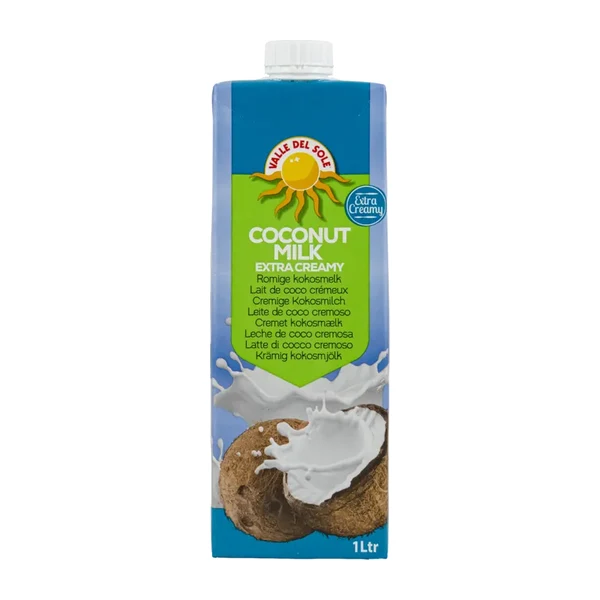 VALLE DEL SOLE
Extra
Creamy
COCONUT
MILK
EXTRA CREAMY
Romige kokosmelk
Lait de coco crémeux
Cremige Kokosmilch
Leite de coco cremoso
Cremet kokosmælk
Leche de coco cremosa
Latte di cocco cremoso
Krämig kokosmjölk
1Ltr